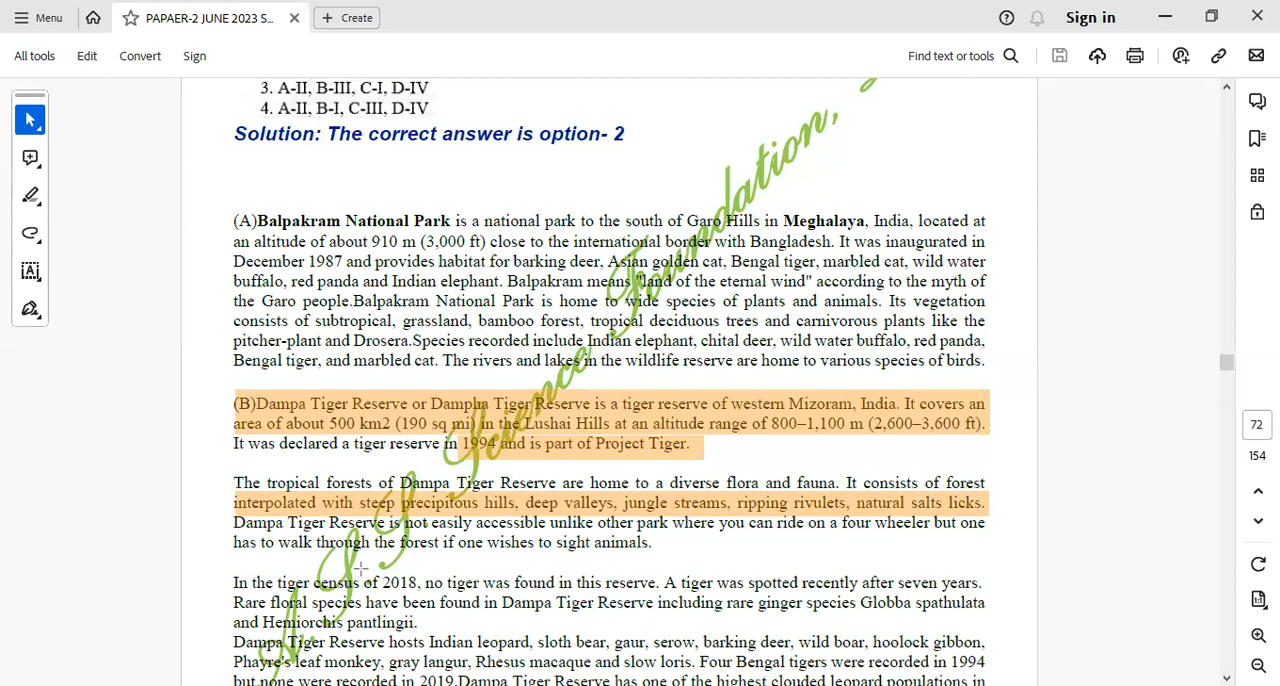 Menu
PAPAER-2 JUNE 2023 S...
Create
Sign in
All tools Edit Convert Sign
Find text or tools
3. A-II, B-III, C-I, D-IV
4. A-II, B-I, C-III, D-IV
Solution: The correct answer is option- 2
(A)Balpakram National Park is a national park to the south of Garo Hills in Meghalaya, India, located at
an altitude of about 910 m (3,000 ft) close to the international border with Bangladesh. It was inaugurated in
December 1987 and provides habitat for barking deer, Asian golden cat, Bengal tiger, marbled cat, wild water
buffalo, red panda and Indian elephant. Balpakram means "land of the eternal wind" according to the myth of
the Garo people.Balpakram National Park is home to wide species of plants and animals. Its vegetation
consists of subtropical, grassland, bamboo forest, tropical deciduous trees and carnivorous plants like the
pitcher-plant and Drosera.Species recorded include Indian elephant, chital deer, wild water buffalo, red panda,
Bengal tiger, and marbled cat. The rivers and lakes in the wildlife reserve are home to various species of birds.
(B)Dampa Tiger Reserve or Dampha Tiger Reserve is a tiger reserve of western Mizoram, India. It covers an
area of about 500 km2 (190 sq mi) in the Lushai Hills at an altitude range of 800–1,100 m (2,600–3,600 ft).
It was declared a tiger reserve in 1994 and is part of Project Tiger.
The tropical forests of Dampa Tiger Reserve are home to a diverse flora and fauna. It consists of forest
interpolated with steep precipitous hills, deep valleys, jungle streams, ripping rivulets, natural salts licks.
Dampa Tiger Reserve is not easily accessible unlike other park where you can ride on a four wheeler but one
has to walk through the forest if one wishes to sight animals.
In the tiger census of 2018, no tiger was found in this reserve. A tiger was spotted recently after seven years.
Rare floral species have been found in Dampa Tiger Reserve including rare ginger species Globba spathulata
and Hemiorchis pantlingii.
Dampa Tiger Reserve hosts Indian leopard, sloth bear, gaur, serow, barking deer, wild boar, hoolock gibbon,
Phayre's leaf monkey, gray langur, Rhesus macaque and slow loris. Four Bengal tigers were recorded in 1994
but none were recorded in 2019.Dampa Tiger Reserve has one of the highest clouded leopard populations in
A.S.S Science Foundation,
72
154